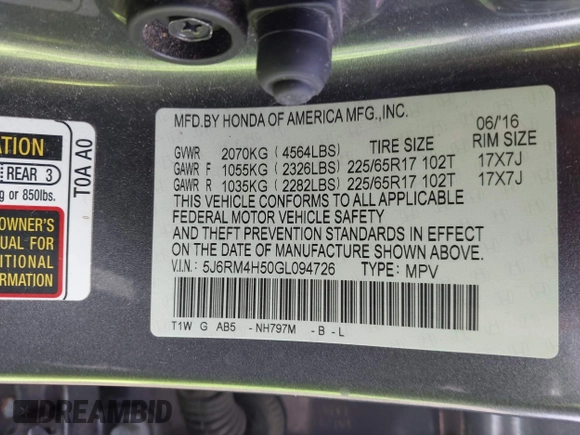 MFD. BY HONDA OF AMERICA MFG., INC. 06/'16
GVWR 2070KG (4564LBS) TIRE SIZE RIM SIZE
GAWR F 1055KG (2326LBS) 225/65R17 102T 17X7J
GAWR R 1035KG (2282LBS) 225/65R17 102T 17X7J
THIS VEHICLE CONFORMS TO ALL APPLICABLE
FEDERAL MOTOR VEHICLE SAFETY
AND THEFT PREVENTION STANDARDS IN EFFECT
ON THE DATE OF MANUFACTURE SHOWN ABOVE.
V.I.N.: 5J6RM4H50GL094726 TYPE: MPV
T1W G AB5 -NH797M -B-L
ATION
REAR 3
g or 850lbs.
OWNER'S
UAL FOR
ITIONAL
RMATION
T0A A0
DREAMBID